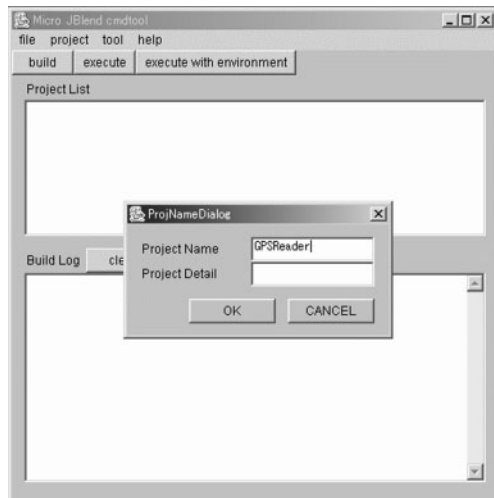 Micro JBlend cmdtool
file project tool help
build execute execute with environment
Project List
ProjNameDialog
Project Name GPSReader
Project Detail
Build Log cle
OK CANCEL